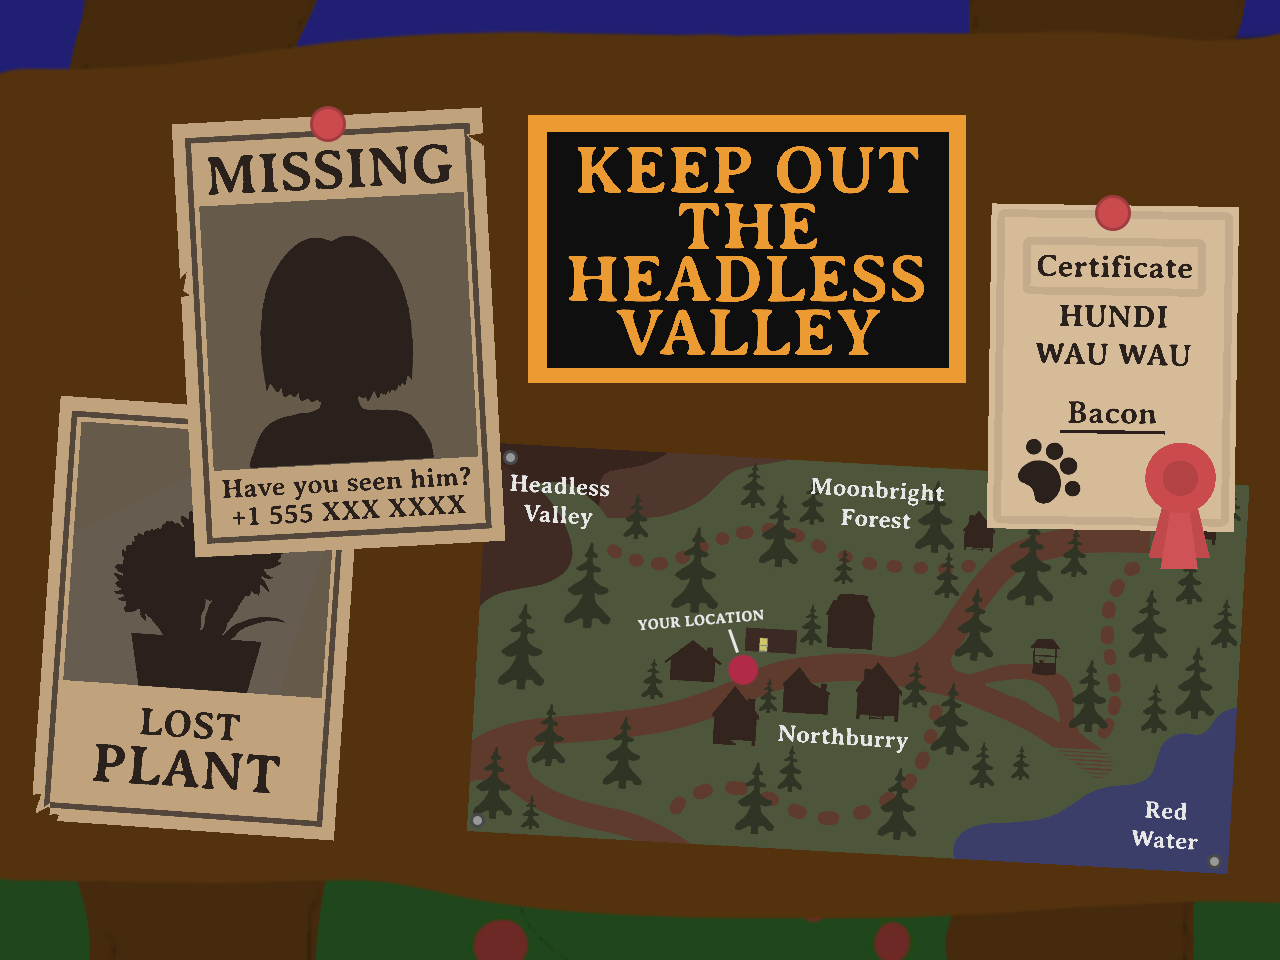 MISSING
Have you seen him?
+1 555 XXX XXXX
LOST
PLANT
KEEP OUT
THE
HEADLESS
VALLEY
Certificate
HUNDI
WAU WAU
Bacon
Headless
Valley
Moonbright
Forest
YOUR LOCATION
Northburry
Red
Water